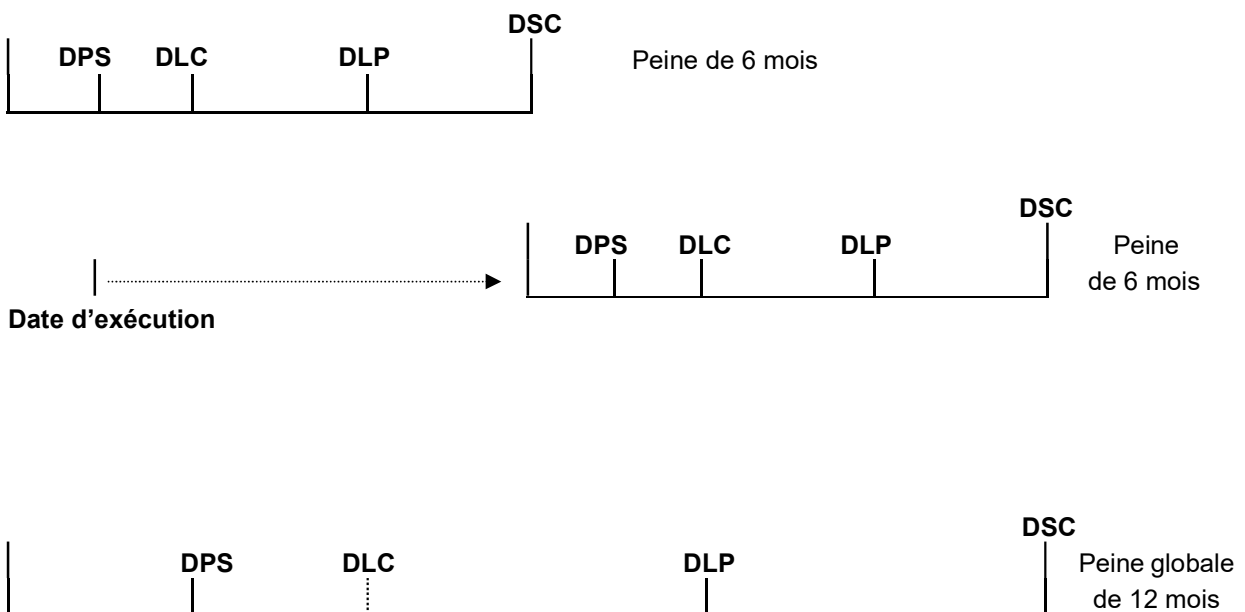 DSC
DPS DLC DLP
Peine de 6 mois
DSC
DPS DLC DLP
Peine
de 6 mois
Date d’exécution
DSC
DPS DLC DLP
Peine globale
de 12 mois